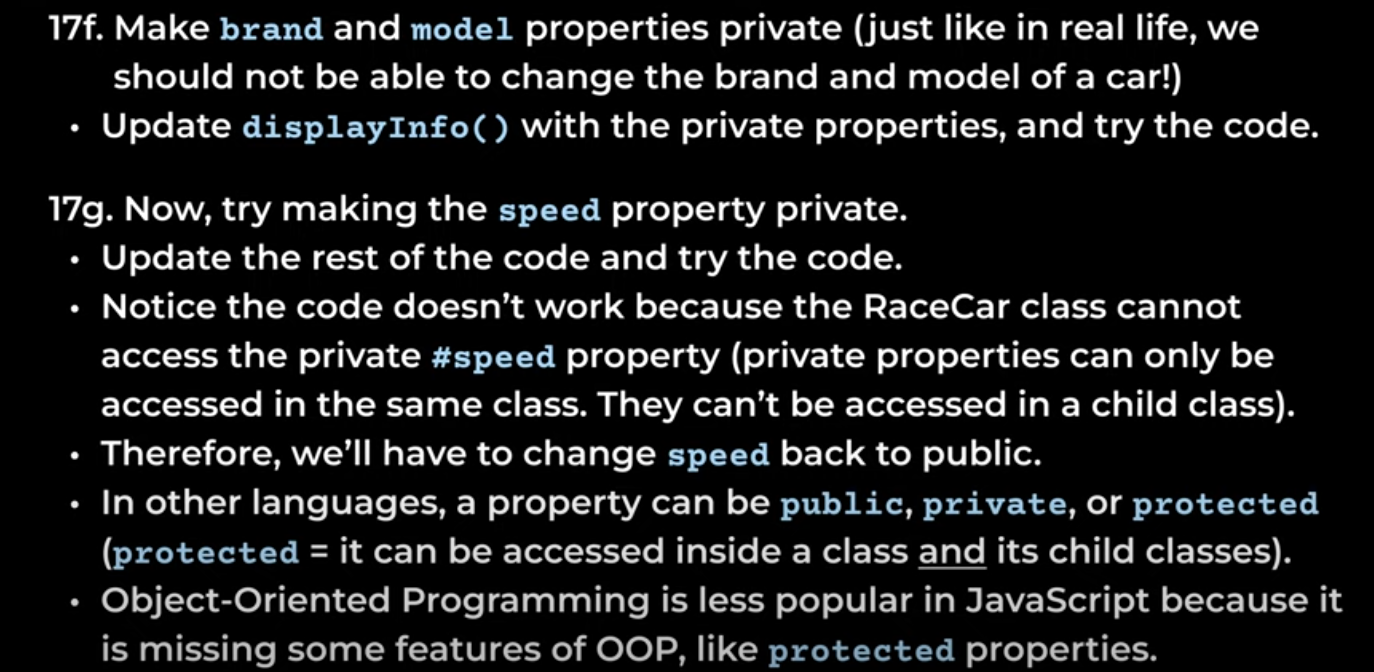 17f. Make brand and model properties private (just like in real life, we
should not be able to change the brand and model of a car!)
• Update displayInfo() with the private properties, and try the code.
17g. Now, try making the speed property private.
• Update the rest of the code and try the code.
• Notice the code doesn’t work because the RaceCar class cannot
access the private #speed property (private properties can only be
accessed in the same class. They can’t be accessed in a child class).
• Therefore, we’ll have to change speed back to public.
• In other languages, a property can be public, private, or protected
(protected = it can be accessed inside a class and its child classes).
• Object-Oriented Programming is less popular in JavaScript because it
is missing some features of OOP, like protected properties.